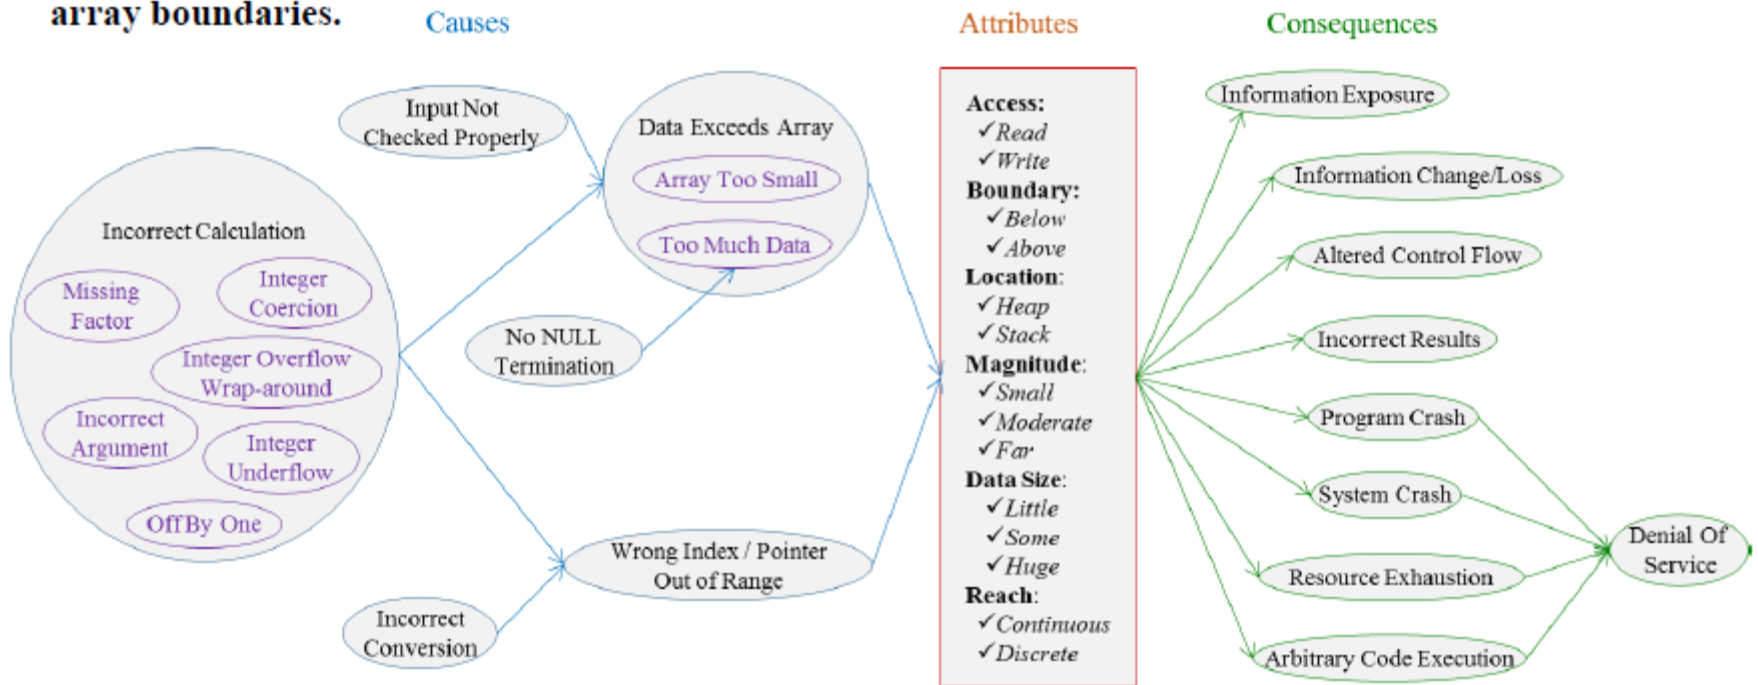 array boundaries.
Causes
Attributes
Consequences
Input Not
Checked Properly
Data Exceeds Array
Array Too Small
Too Much Data
Incorrect Calculation
Missing
Factor
Integer
Coercion
Integer Overflow
Wrap-around
Incorrect
Argument
Integer
Underflow
Off By One
No NULL
Termination
Wrong Index / Pointer
Out of Range
Incorrect
Conversion
Access:
✓Read
✓Write
Boundary:
✓Below
✓Above
Location:
✓Heap
✓Stack
Magnitude:
✓Small
✓Moderate
✓Far
Data Size:
✓Little
✓Some
✓Huge
Reach:
✓Continuous
✓Discrete
Information Exposure
Information Change/Loss
Altered Control Flow
Incorrect Results
Program Crash
System Crash
Resource Exhaustion
Arbitrary Code Execution
Denial Of
Service